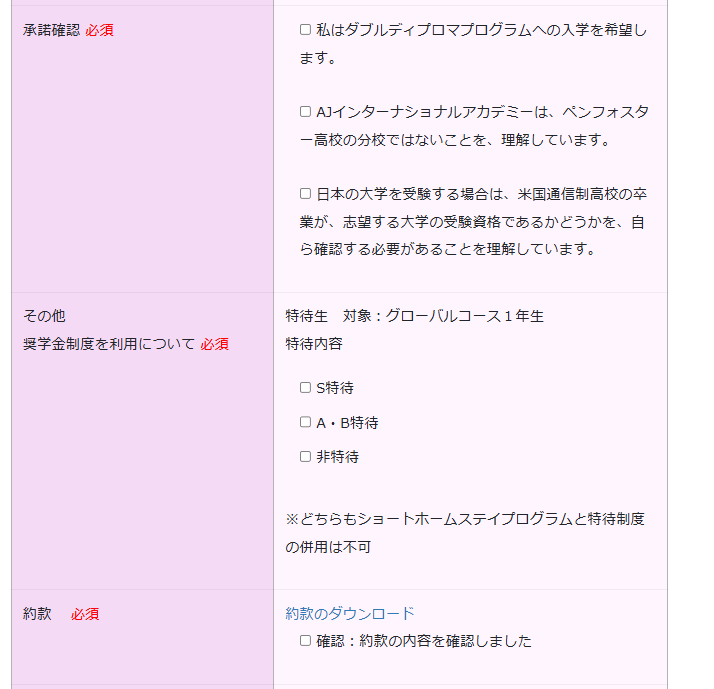 承諾確認 必須
私はダブルディプロマプログラムへの入学を希望し
ます。
AJインターナショナルアカデミーは、ペンフォスタ
ー高校の分校ではないことを、理解しています。
日本の大学を受験する場合は、米国通信制高校の卒
業が、志望する大学の受験資格であるかどうかを、自
ら確認する必要があることを理解しています。
その他
奨学金制度を利用について 必須
特待生　対象：グローバルコース１年生
特待内容
S特待
A・B特待
非特待
※どちらもショートホームステイプログラムと特待制度
の併用は不可
約款　必須
約款のダウンロード
確認：約款の内容を確認しました